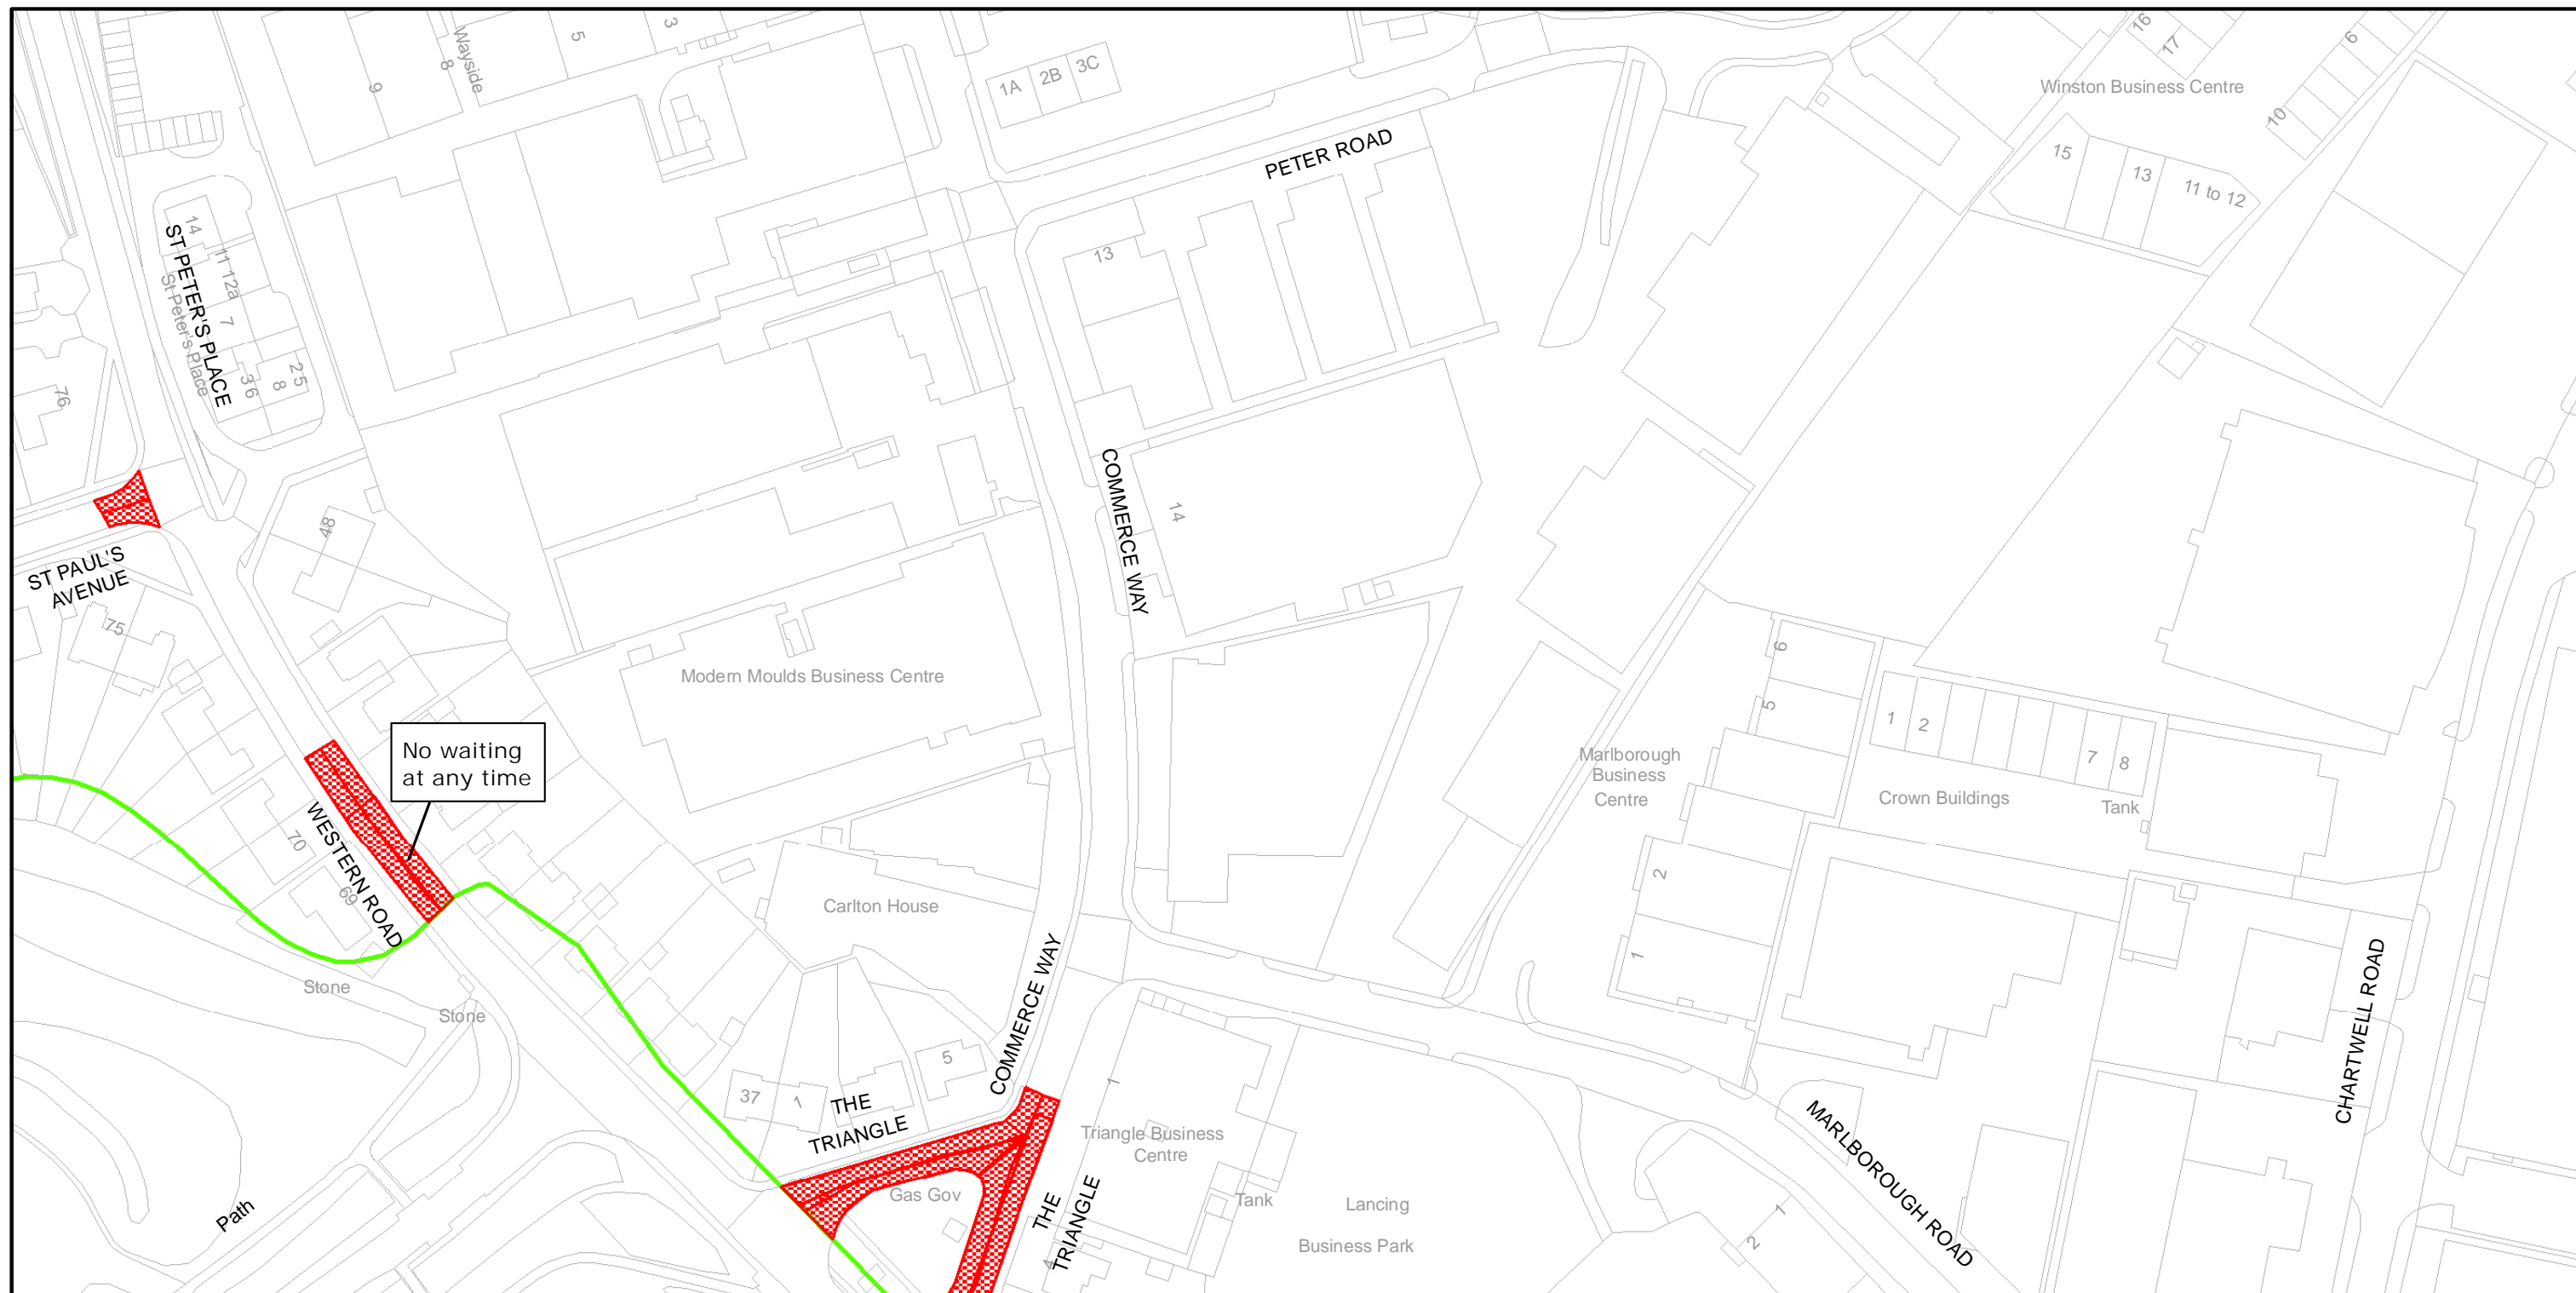 5
3
Wayside
8
9
1A
2B
3C
16
17
6
Winston Business Centre
10
PETER ROAD
15
13
11 to 12
14
ST PETER'S PLACE
St Peter's Place
11 12a
7
3 6
8
2 5
13
76
COMMERCE WAY
14
48
ST PAUL'S
AVENUE
75
Modern Moulds Business Centre
6
5
1
2
7
8
No waiting
at any time
Marlborough
Business
Centre
Crown Buildings
Tank
70
WESTERN ROAD
69
2
Carlton House
1
Stone
Stone
COMMERCE WAY
CHARTWELL ROAD
5
37
1
THE
TRIANGLE
1
Triangle Business
Centre
MARLBOROUGH ROAD
Gas Gov
THE
TRIANGLE
Tank
Lancing
Business Park
Path
4
1
2